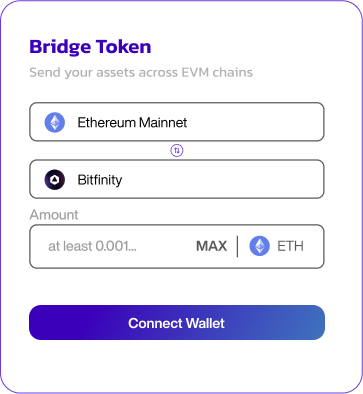 Bridge Token
Send your assets across EVM chains
Ethereum Mainnet
Bitfinity
Amount
at least 0.001... MAX ETH
Connect Wallet